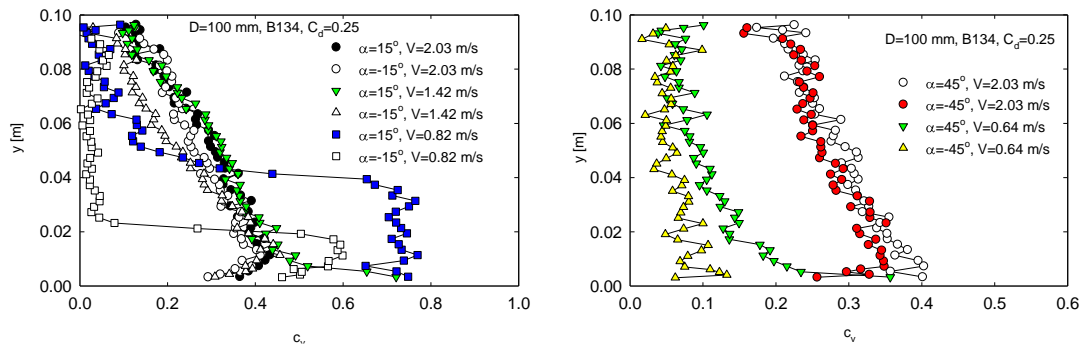 D=100 mm, B134, C_d=0.25
α=15°, V=2.03 m/s
α=-15°, V=2.03 m/s
α=15°, V=1.42 m/s
α=-15°, V=1.42 m/s
α=15°, V=0.82 m/s
α=-15°, V=0.82 m/s
y [m]
0.10
0.08
0.06
0.04
0.02
0.00
0.0 0.2 0.4 0.6 0.8 1.0
c_v
D=100 mm, B134, C_d=0.25
α=45°, V=2.03 m/s
α=-45°, V=2.03 m/s
α=45°, V=0.64 m/s
α=-45°, V=0.64 m/s
y [m]
0.10
0.08
0.06
0.04
0.02
0.00
0.0 0.1 0.2 0.3 0.4 0.5 0.6
c_v